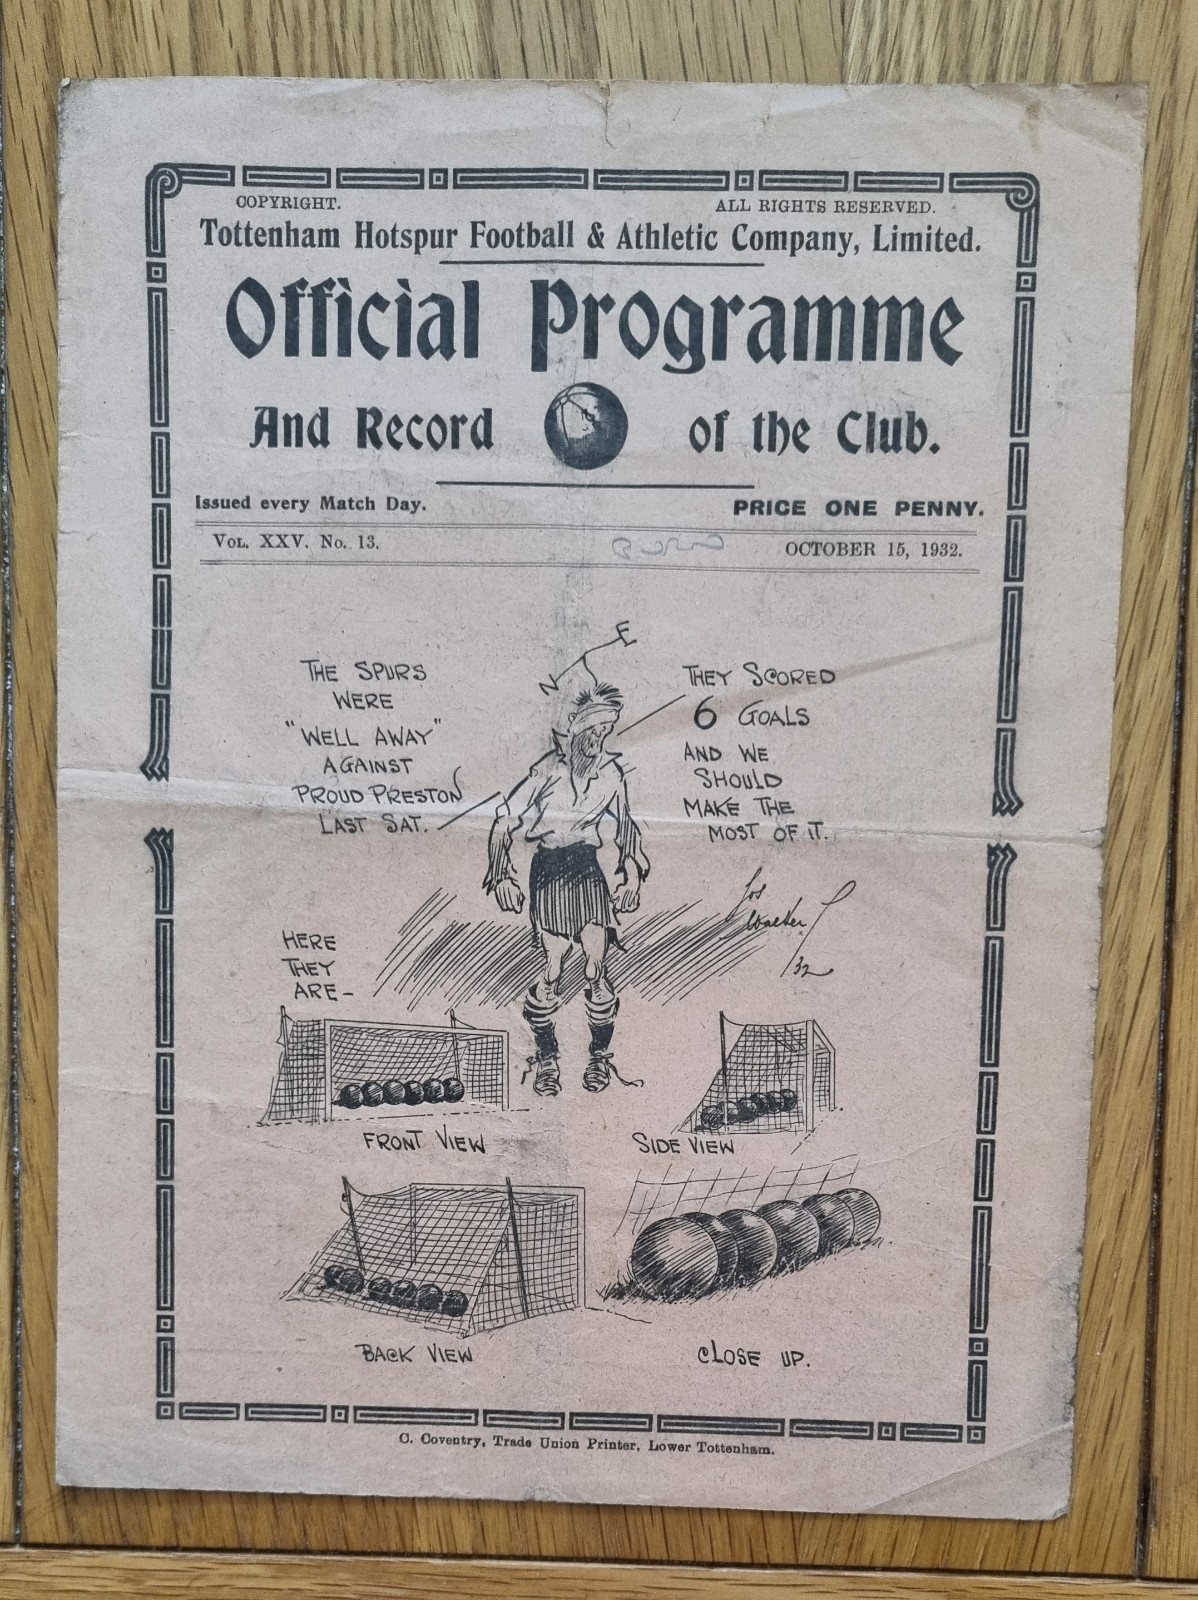 COPYRIGHT. ALL RIGHTS RESERVED.
Tottenham Hotspur Football & Athletic Company, Limited.
Official Programme
And Record of the Club.
Issued every Match Day. PRICE ONE PENNY.
VOL. XXV. No. 13. OCTOBER 15, 1932.
N E
THE SPURS
WERE
"WELL AWAY"
AGAINST
PROUD PRESTON
LAST SAT.
THEY SCORED
6 GOALS
AND WE
SHOULD
MAKE THE
MOST OF IT.
Walker
/32
HERE
THEY
ARE-
FRONT VIEW
SIDE VIEW
BACK VIEW
CLOSE UP.
C. Coventry, Trade Union Printer, Lower Tottenham.